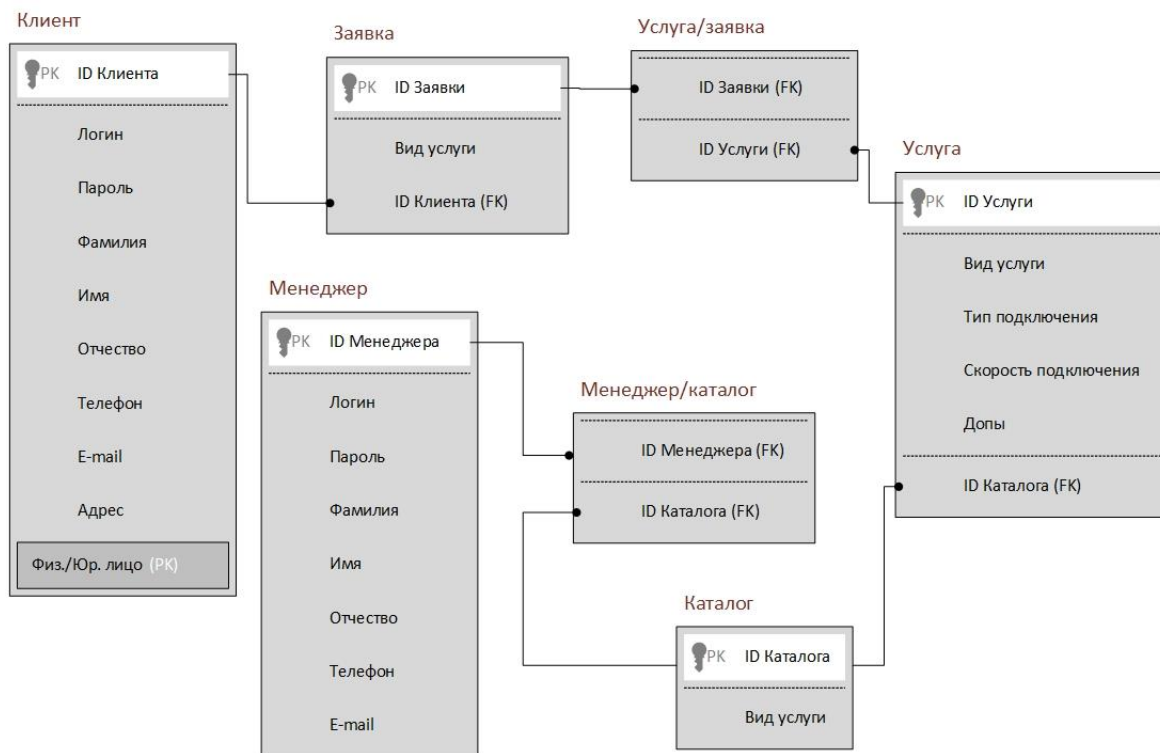 Клиент
PK ID Клиента
Логин
Пароль
Фамилия
Имя
Отчество
Телефон
E-mail
Адрес
Физ./Юр. лицо (PK)
Заявка
PK ID Заявки
Вид услуги
ID Клиента (FK)
Услуга/заявка
ID Заявки (FK)
ID Услуги (FK)
Услуга
PK ID Услуги
Вид услуги
Тип подключения
Скорость подключения
Допы
ID Каталога (FK)
Менеджер
PK ID Менеджера
Логин
Пароль
Фамилия
Имя
Отчество
Телефон
E-mail
Менеджер/каталог
ID Менеджера (FK)
ID Каталога (FK)
Каталог
PK ID Каталога
Вид услуги